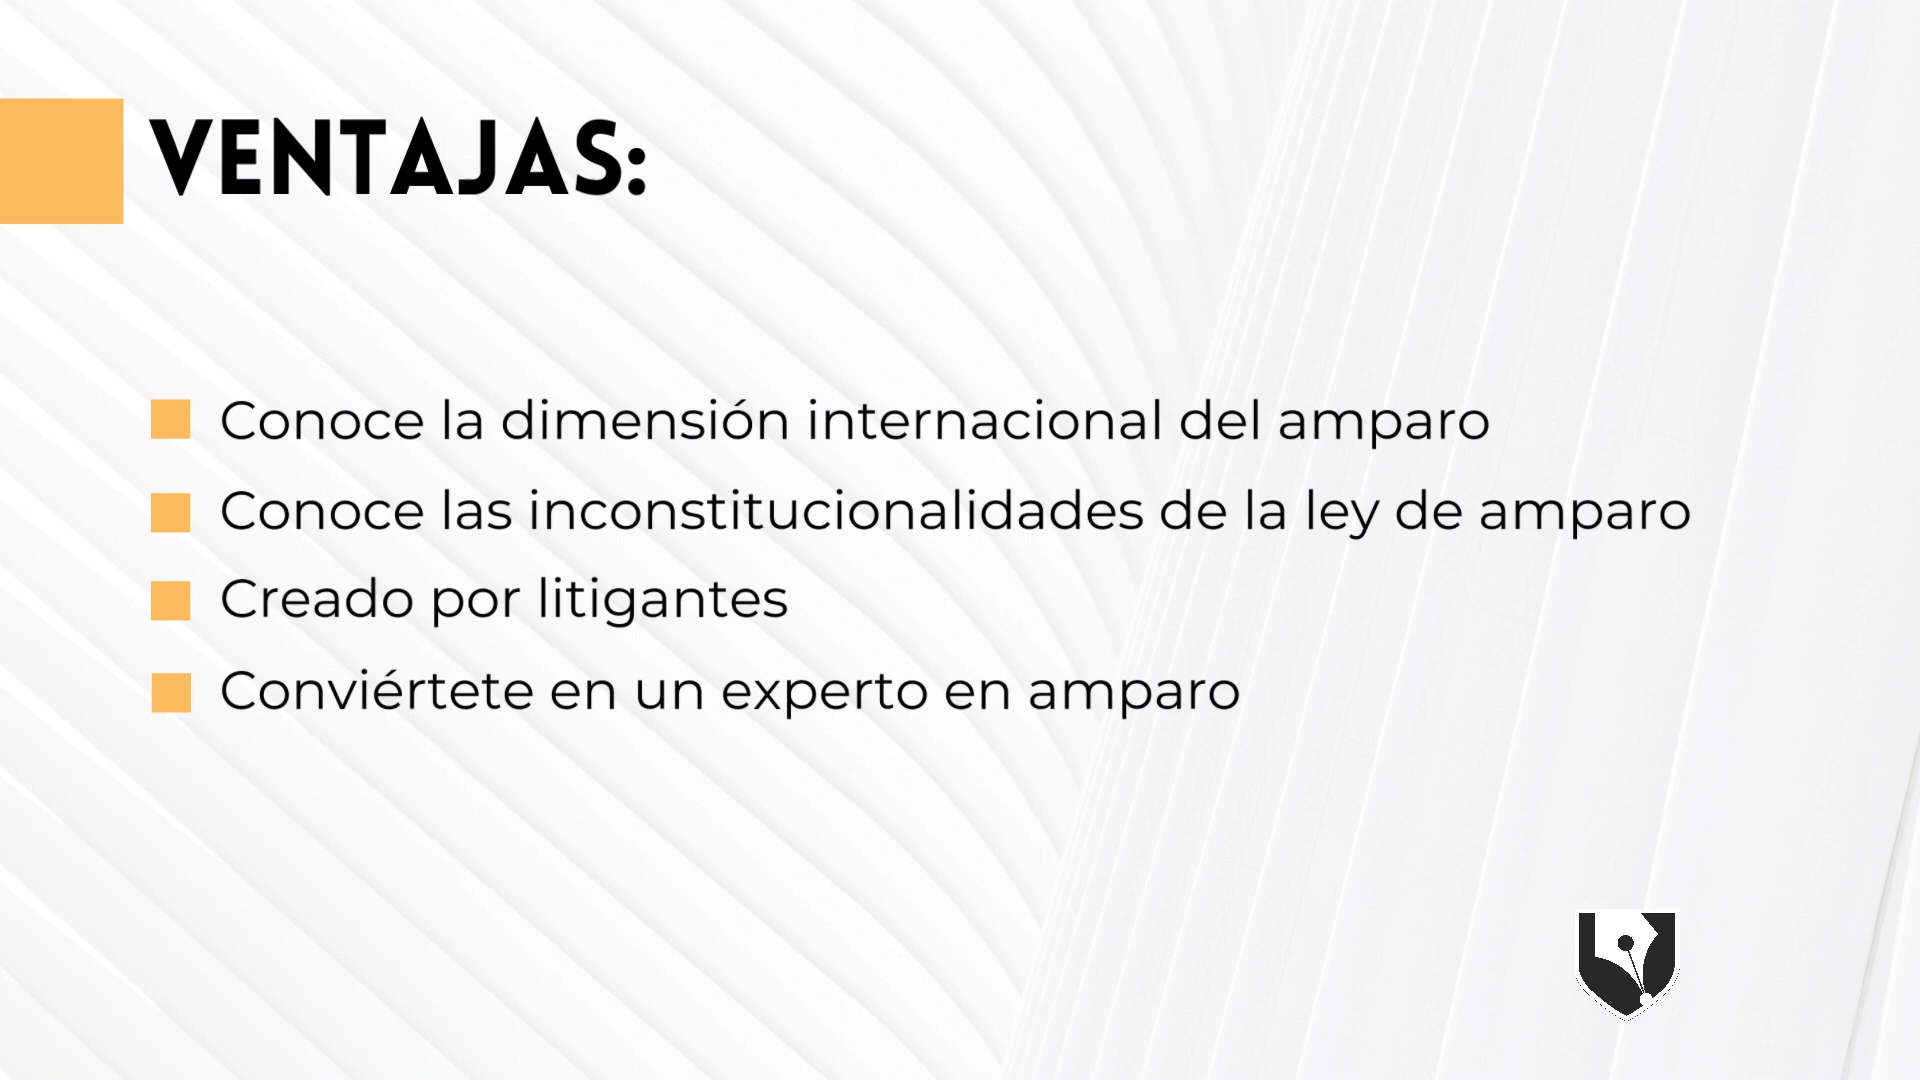 VENTAJAS:
Conoce la dimensión internacional del amparo
Conoce las inconstitucionalidades de la ley de amparo
Creado por litigantes
Conviértete en un experto en amparo